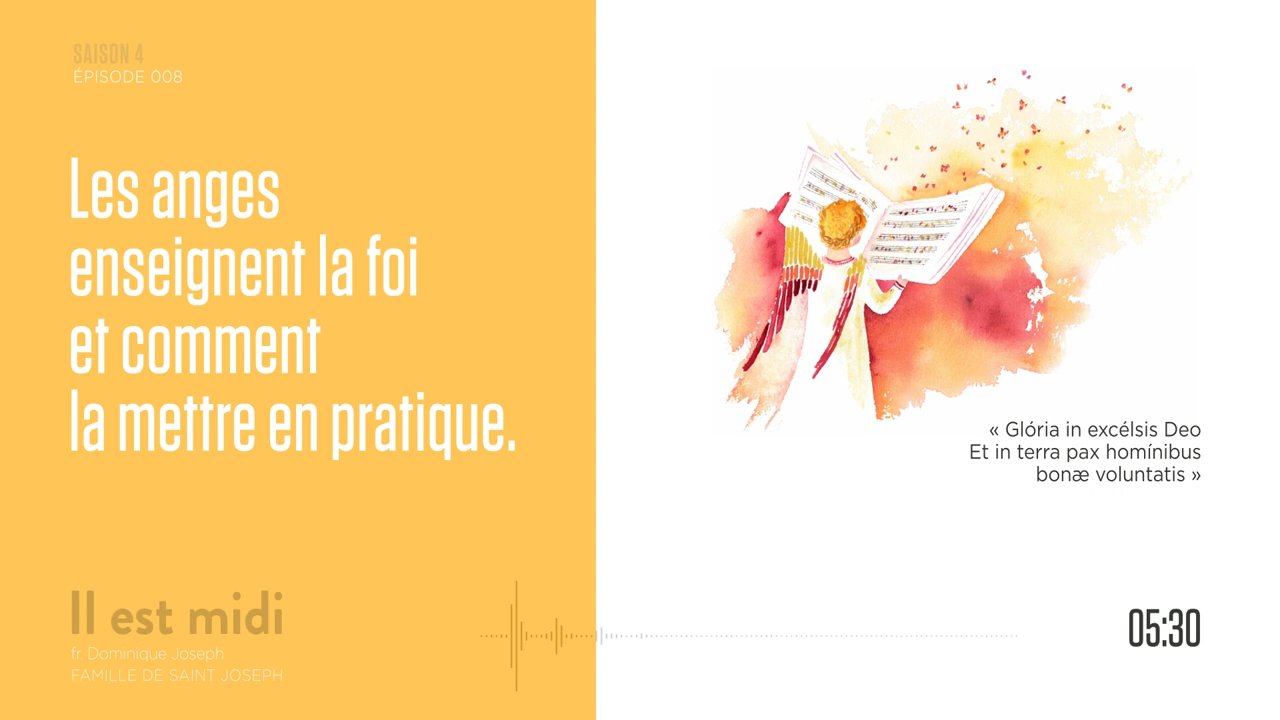 SAISON 4
ÉPISODE 008
Les anges
enseignent la foi
et comment
la mettre en pratique.
« Glória in excélsis Deo
Et in terra pax homínibus
bonæ voluntatis »
Il est midi
fr. Dominique Joseph
FAMILLE DE SAINT JOSEPH
05:30